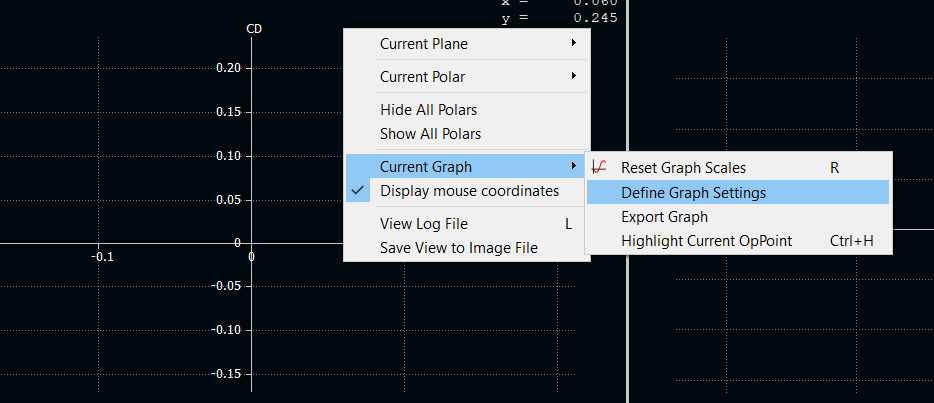 x = 0.060
y = 0.245
CD
Current Plane
0.20
Current Polar
0.15
Hide All Polars
Show All Polars
0.10
Current Graph
Reset Graph Scales R
Display mouse coordinates
Define Graph Settings
0.05
Export Graph
View Log File L
Highlight Current OpPoint Ctrl+H
0
Save View to Image File
-0.1
0
-0.05
-0.10
-0.15